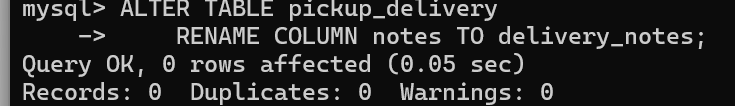 mysql> ALTER TABLE pickup_delivery
    ->     RENAME COLUMN notes TO delivery_notes;
Query OK, 0 rows affected (0.05 sec)
Records: 0  Duplicates: 0  Warnings: 0